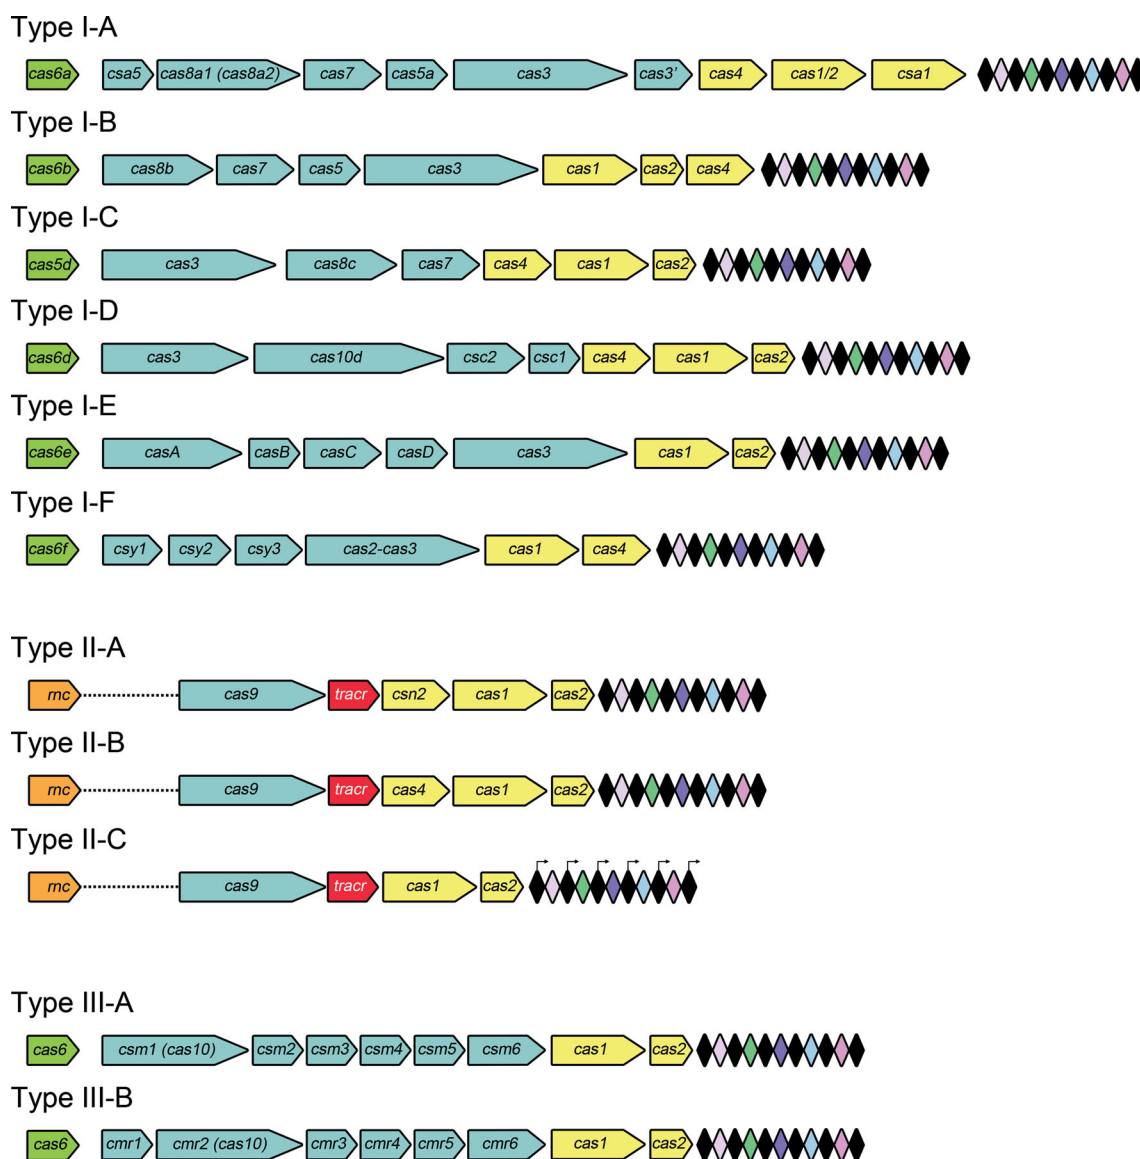 Type I-A
cas6a csa5 cas8a1 (cas8a2) cas7 cas5a cas3 cas3' cas4 cas1/2 csa1
Type I-B
cas6b cas8b cas7 cas5 cas3 cas1 cas2 cas4
Type I-C
cas5d cas3 cas8c cas7 cas4 cas1 cas2
Type I-D
cas6d cas3 cas10d csc2 csc1 cas4 cas1 cas2
Type I-E
cas6e casA casB casC casD cas3 cas1 cas2
Type I-F
cas6f csy1 csy2 csy3 cas2-cas3 cas1 cas4
Type II-A
rnc cas9 tracr csn2 cas1 cas2
Type II-B
rnc cas9 tracr cas4 cas1 cas2
Type II-C
rnc cas9 tracr cas1 cas2
Type III-A
cas6 csm1 (cas10) csm2 csm3 csm4 csm5 csm6 cas1 cas2
Type III-B
cas6 cmr1 cmr2 (cas10) cmr3 cmr4 cmr5 cmr6 cas1 cas2